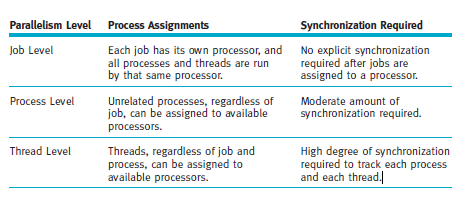 Parallelism Level Process Assignments Synchronization Required
Job Level Each job has its own processor, and No explicit synchronization
all processes and threads are run required after jobs are
by that same processor. assigned to a processor.
Process Level Unrelated processes, regardless of Moderate amount of
job, can be assigned to available synchronization required.
processors.
Thread Level Threads, regardless of job and High degree of synchronization
process, can be assigned to required to track each process
available processors. and each thread.